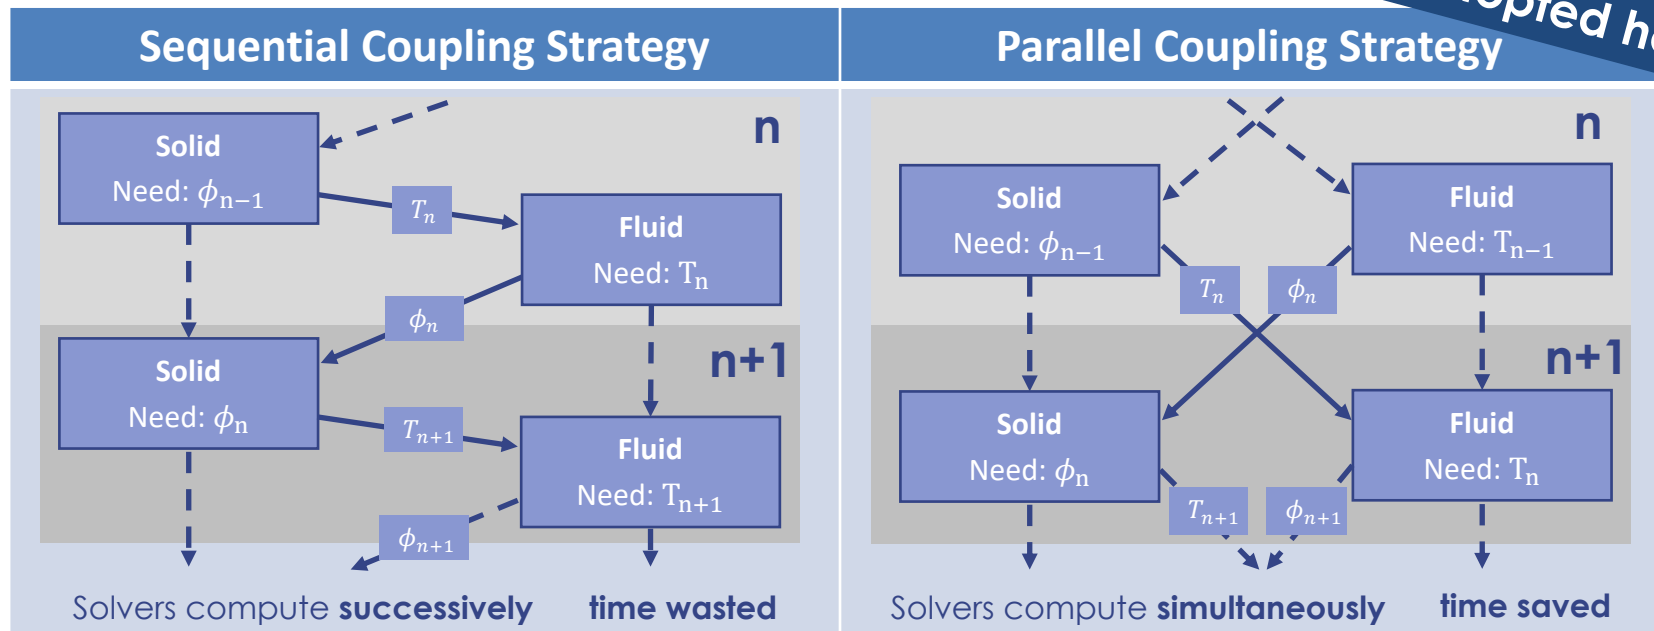 Sequential Coupling Strategy
Solid
Need: ϕₙ₋₁
n
Tₙ
Fluid
Need: Tₙ
ϕₙ
Solid
Need: ϕₙ
n+1
Tₙ₊₁
Fluid
Need: Tₙ₊₁
ϕₙ₊₁
Solvers compute successively time wasted
Parallel Coupling Strategy
n
Solid
Need: ϕₙ₋₁
Fluid
Need: Tₙ₋₁
Tₙ
ϕₙ
n+1
Solid
Need: ϕₙ
Fluid
Need: Tₙ
Tₙ₊₁
ϕₙ₊₁
Solvers compute simultaneously time saved